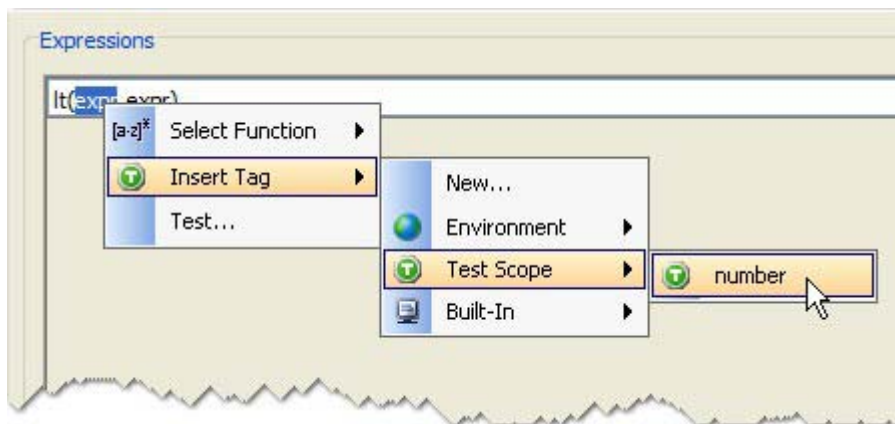 Expressions
lt(expr,expr)
[a-z]* Select Function
Insert Tag
Test...
New...
Environment
Test Scope
Built-In
number